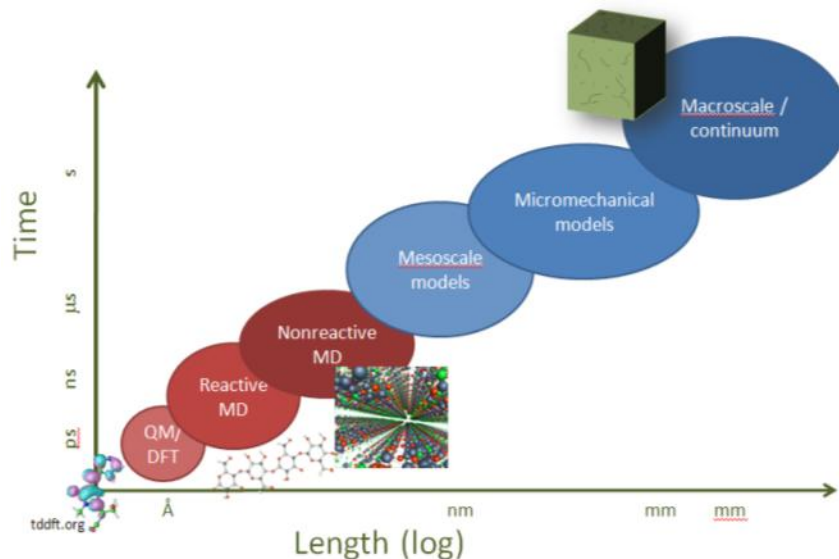 Macroscale /
continuum
s
Micromechanical
models
Time
Mesoscale
models
µs
Nonreactive
MD
ns
Reactive
MD
ps
QM/
DFT
tddft.org
Å
nm
mm
mm
Length (log)